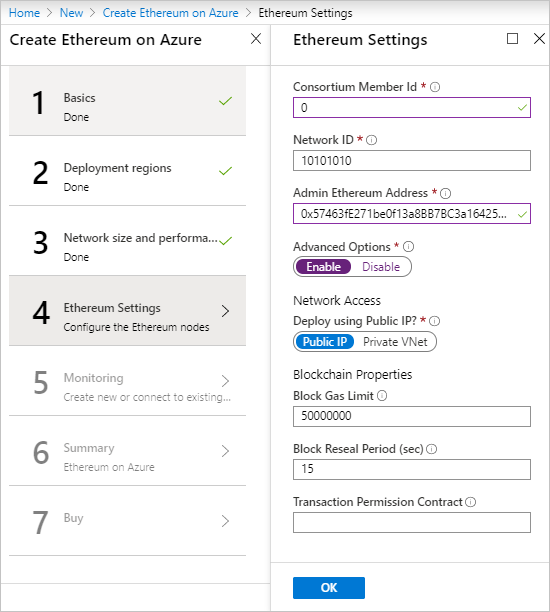 Home > New > Create Ethereum on Azure > Ethereum Settings
Create Ethereum on Azure
1
Basics
Done
2
Deployment regions
Done
3
Network size and performa...
Done
4
Ethereum Settings
Configure the Ethereum nodes
5
Monitoring
Create new or connect to existing...
6
Summary
Ethereum on Azure
7
Buy
Ethereum Settings
Consortium Member Id *
0
Network ID *
10101010
Admin Ethereum Address *
0x57463fE271be0f13a8BB7BC3a16425...
Advanced Options *
Enable Disable
Network Access
Deploy using Public IP? *
Public IP Private VNet
Blockchain Properties
Block Gas Limit
50000000
Block Reseal Period (sec)
15
Transaction Permission Contract
OK